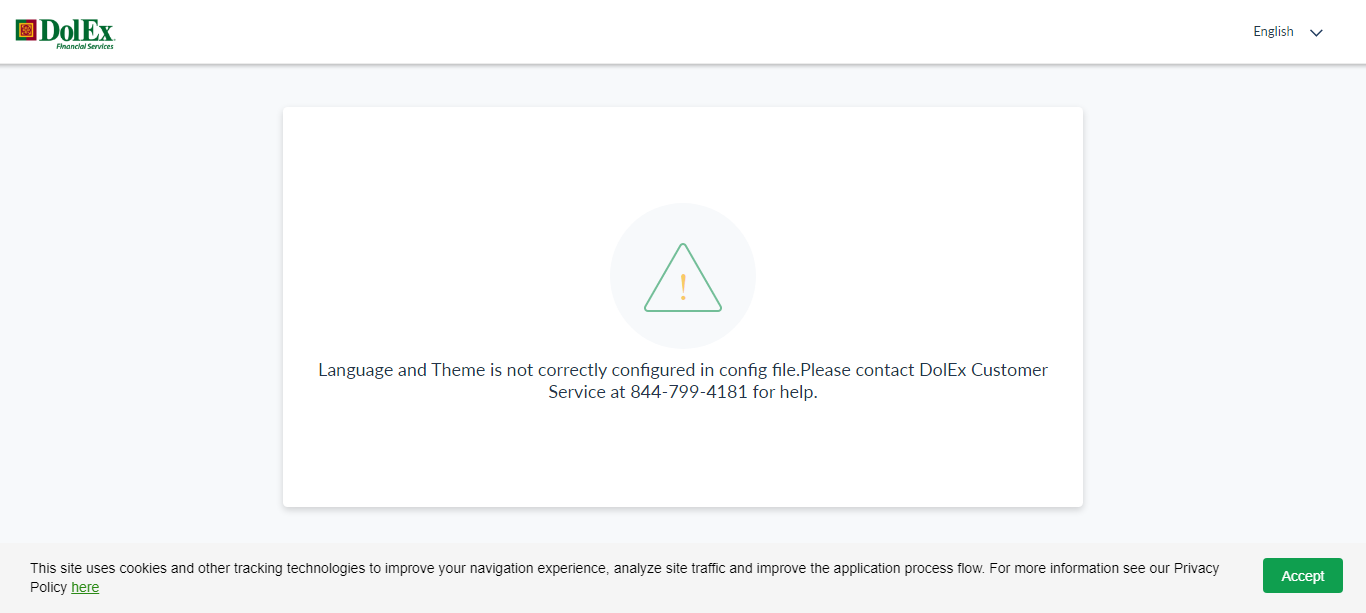 DolEx
Financial Services
English
!
Language and Theme is not correctly configured in config file.Please contact DolEx Customer
Service at 844-799-4181 for help.
This site uses cookies and other tracking technologies to improve your navigation experience, analyze site traffic and improve the application process flow. For more information see our Privacy
Policy here
Accept